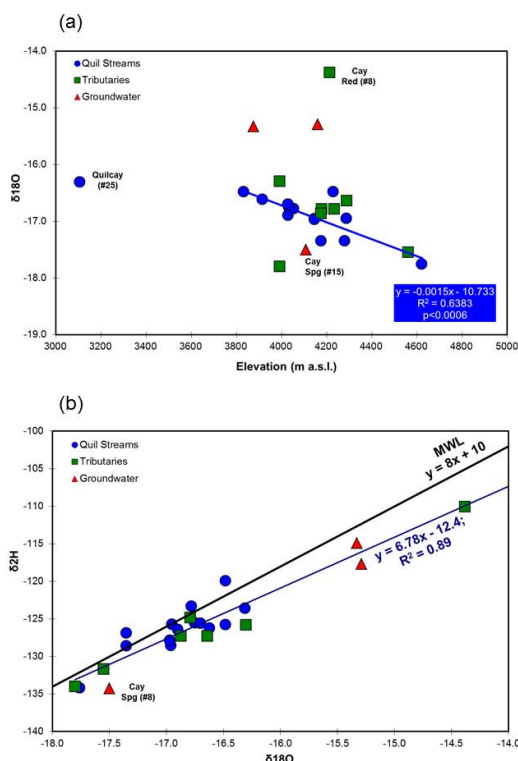 (a)
-14.0
-15.0
-16.0
-17.0
-18.0
-19.0
δ18O
Quil Streams
Tributaries
Groundwater
Cay
Red (#8)
Quilcay
(#25)
Cay
Spg (#15)
y = -0.0015x - 10.733
R² = 0.6383
p<0.0006
3000 3200 3400 3600 3800 4000 4200 4400 4600 4800 5000
Elevation (m a.s.l.)
(b)
-100
-105
-110
-115
-120
-125
-130
-135
-140
δ2H
Quil Streams
Tributaries
Groundwater
MWL
y = 8x + 10
y = 6.78x - 12.4;
R² = 0.89
Cay
Spg (#8)
-18.0 -17.5 -17.0 -16.5 -16.0 -15.5 -15.0 -14.5 -14.0
δ18O